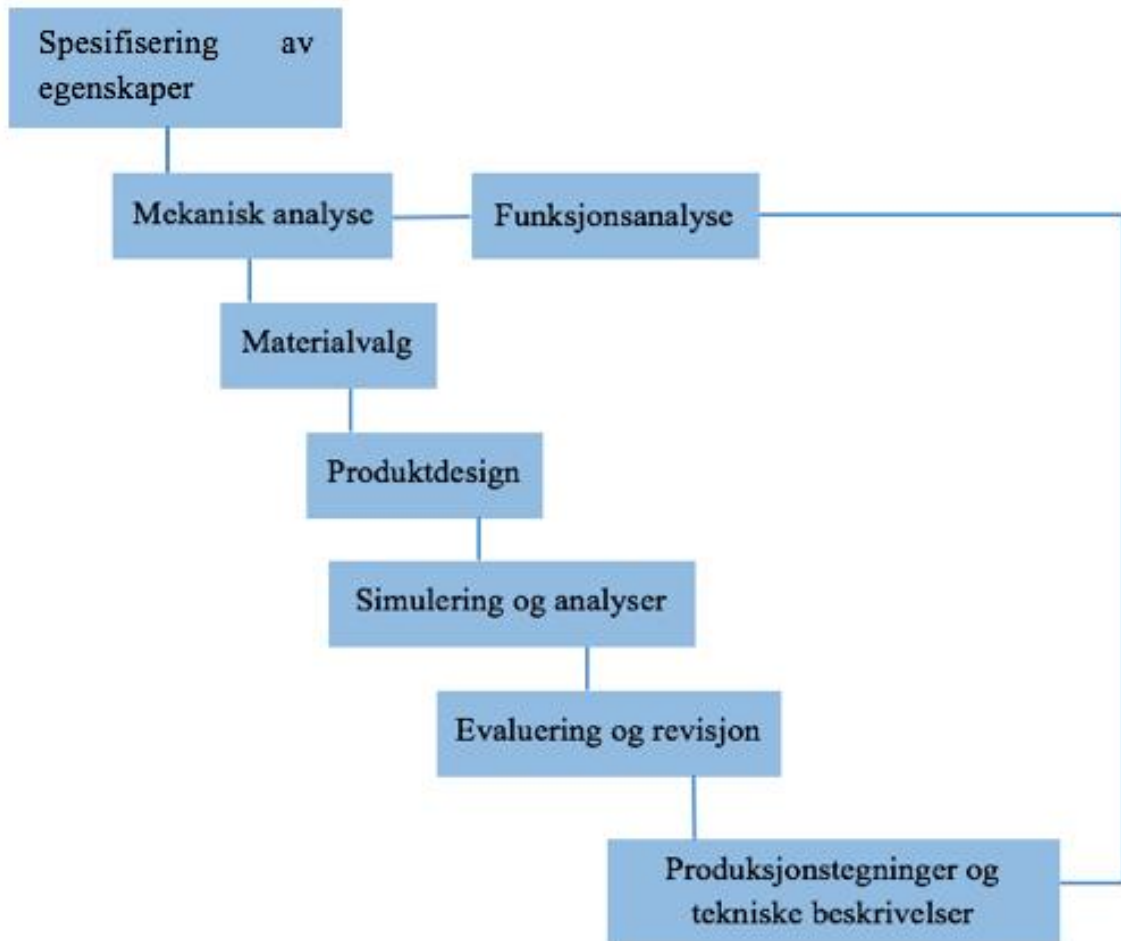 Spesifisering av
egenskaper
Mekanisk analyse
Funksjonsanalyse
Materialvalg
Produktdesign
Simulering og analyser
Evaluering og revisjon
Produksjonstegninger og
tekniske beskrivelser